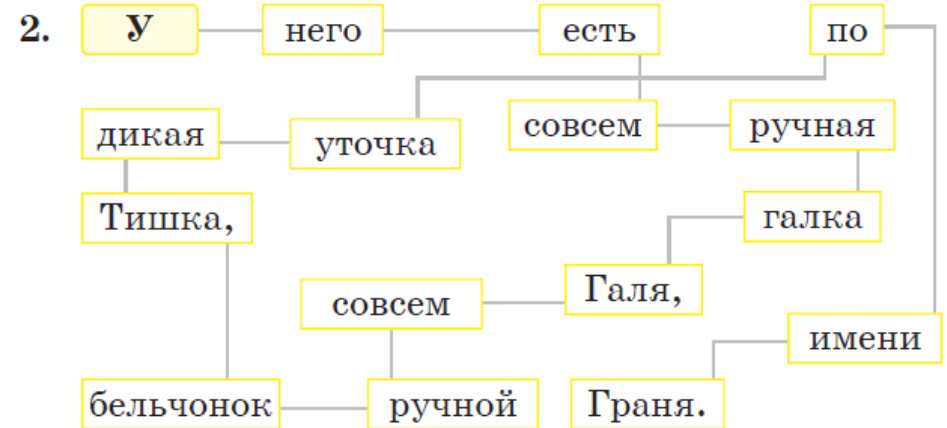 2. У него есть по
дикая уточка совсем ручная
Тишка, галка
совсем Галя,
имени
бельчонок ручной Граня.